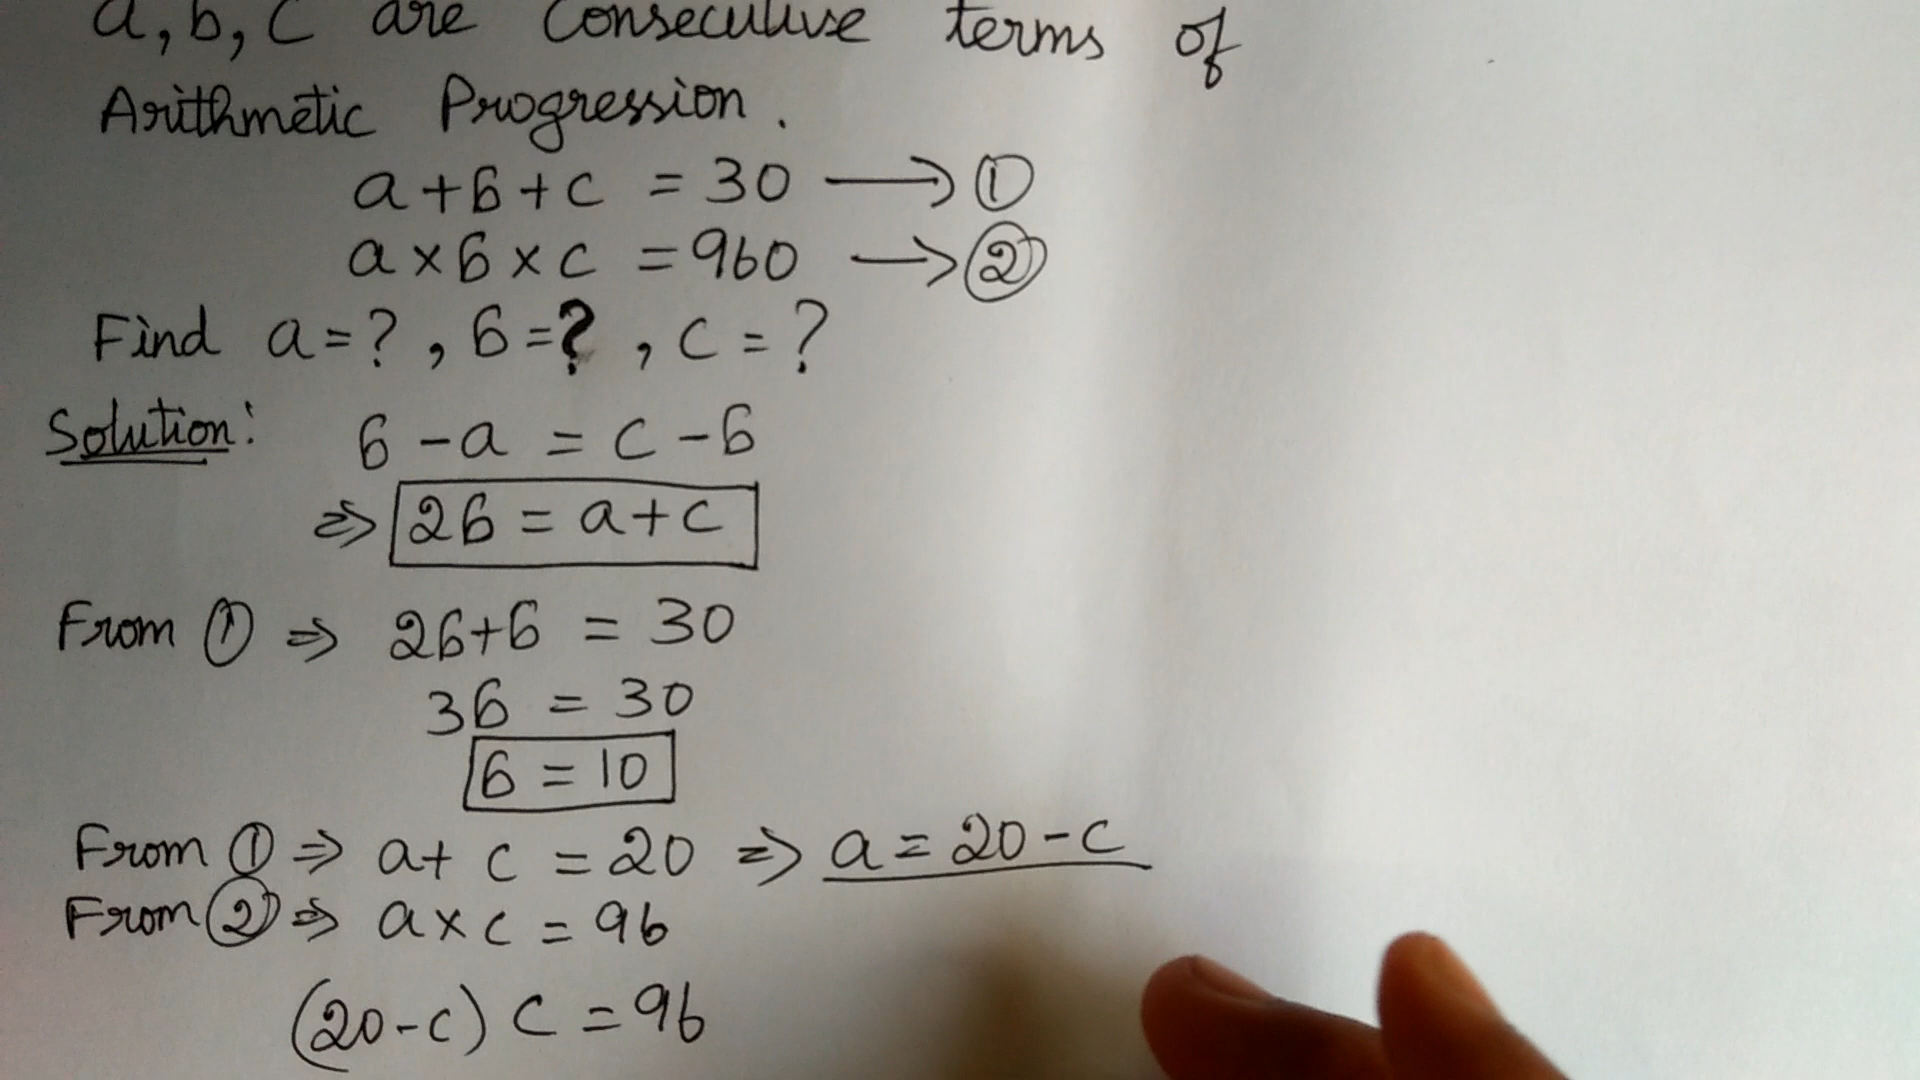 a, b, c are Consecutive terms of
Arithmetic Progression.
a+b+c = 30 → ①
a×b×c = 960 → ②
Find a=?, b=?, c=?
Solution: b-a = c-b
⇒ 2b = a+c
From ① ⇒ 2b+b = 30
3b = 30
b = 10
From ① ⇒ a+c = 20 ⇒ a = 20-c
From ② ⇒ a×c = 96
(20-c) c = 96